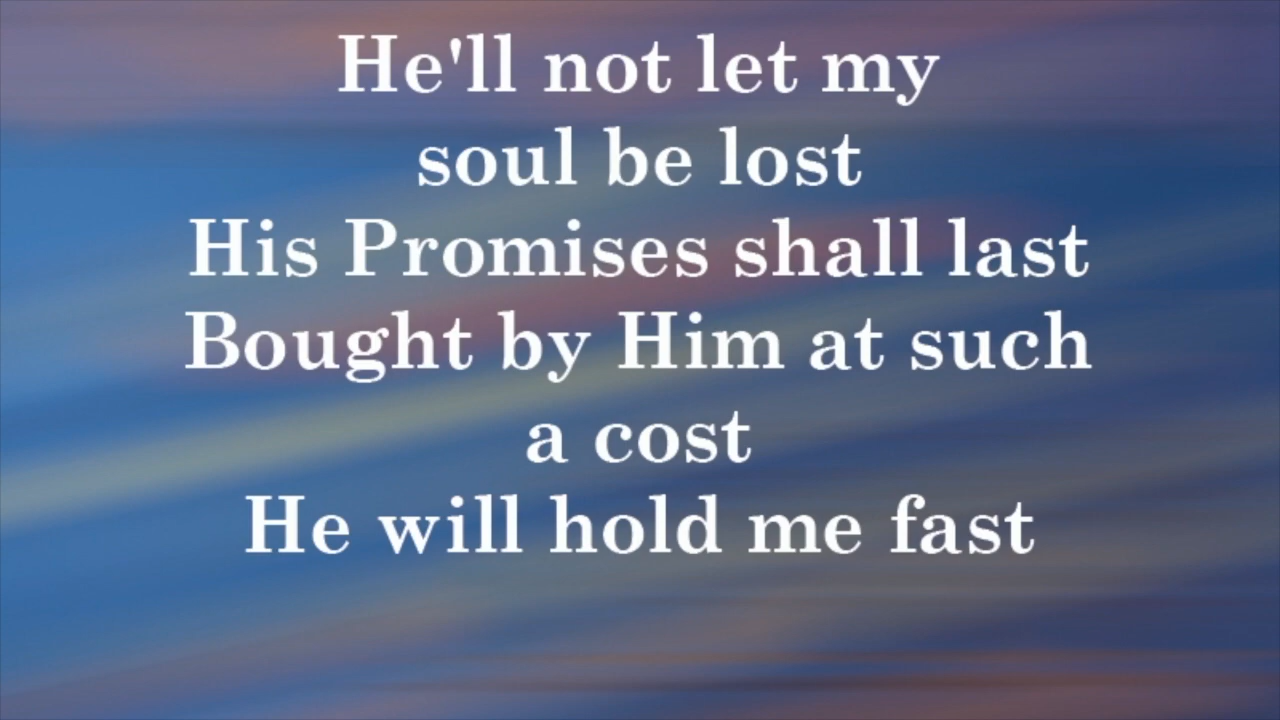 He'll not let my
soul be lost
His Promises shall last
Bought by Him at such
a cost
He will hold me fast